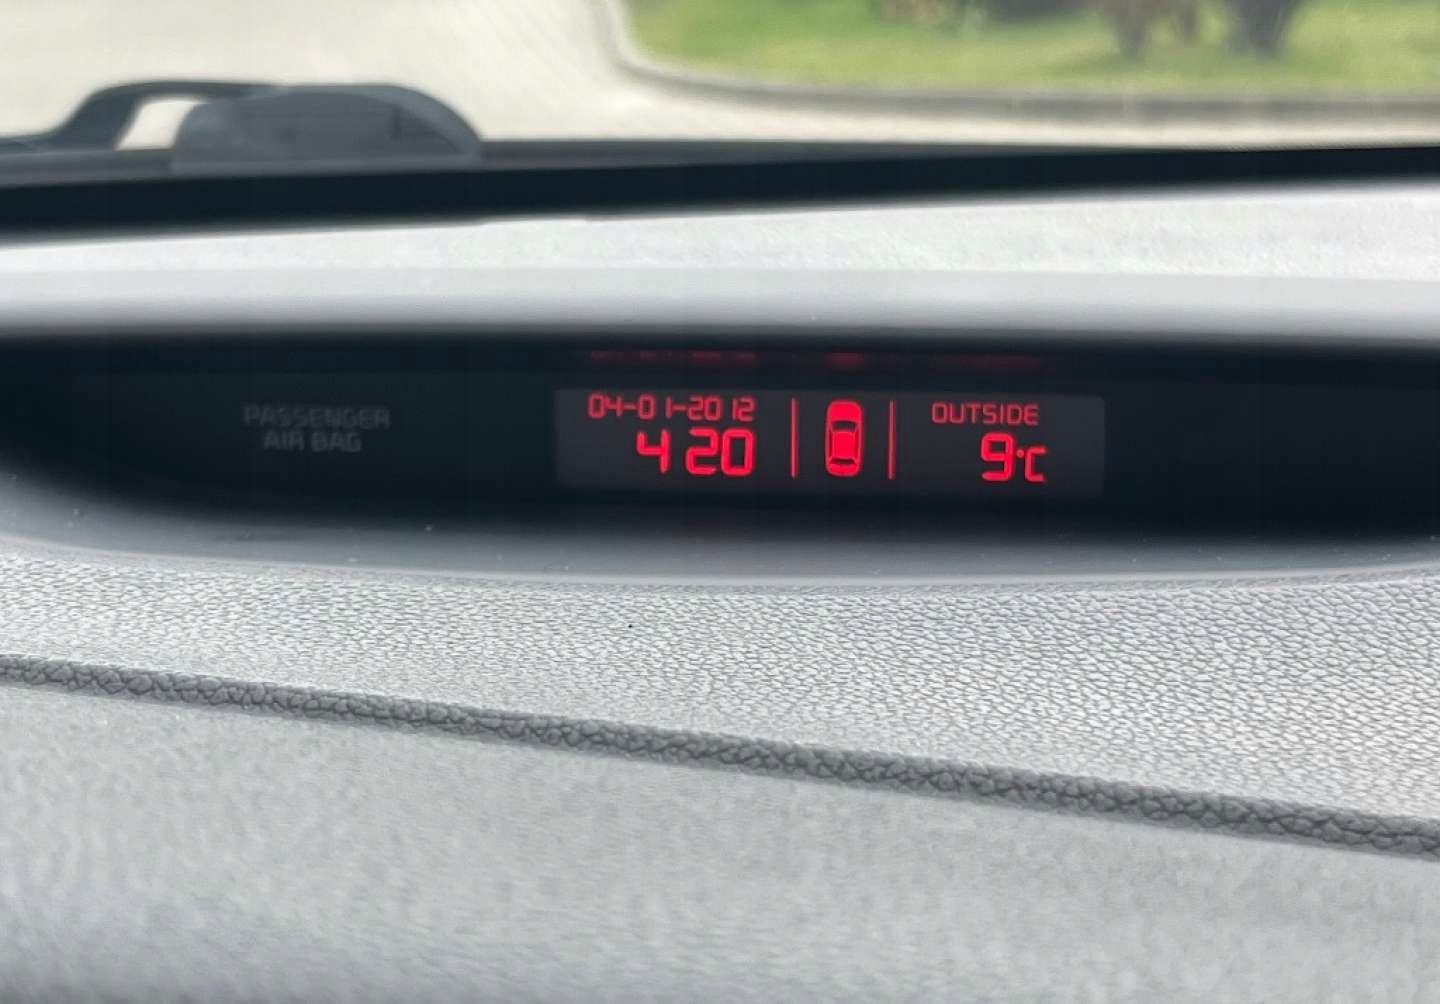 PASSENGER
AIR BAG
04-01-2012
4 20
OUTSIDE
9°C